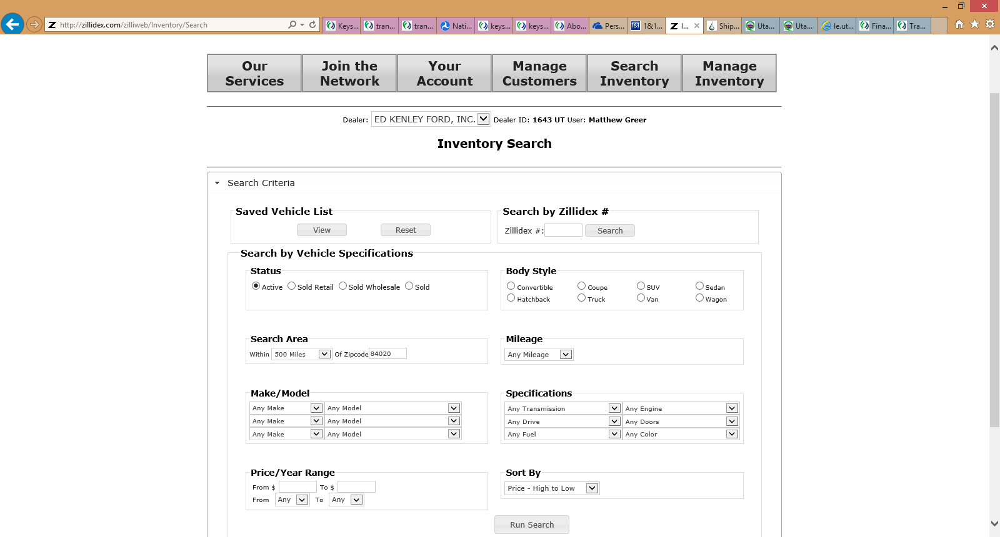 http://zillidex.com/zilliweb/Inventory/Search
Keys...
tran...
tran...
Nati...
keys...
keys...
Abo...
Pers...
1&1...
I...
Ship...
Uta...
Uta...
le.ut...
Fina...
Tra...
Our Services
Join the Network
Your Account
Manage Customers
Search Inventory
Manage Inventory
Dealer: ED KENLEY FORD, INC. Dealer ID: 1643 UT User: Matthew Greer
Inventory Search
Search Criteria
Saved Vehicle List
View Reset
Search by Zillidex #
Zillidex #: Search
Search by Vehicle Specifications
Status
Active Sold Retail Sold Wholesale Sold
Body Style
Convertible Coupe SUV Sedan
Hatchback Truck Van Wagon
Search Area
Within 500 Miles Of Zipcode 84020
Mileage
Any Mileage
Make/Model
Any Make Any Model
Any Make Any Model
Any Make Any Model
Specifications
Any Transmission Any Engine
Any Drive Any Doors
Any Fuel Any Color
Price/Year Range
From $ To $
From Any To Any
Sort By
Price - High to Low
Run Search